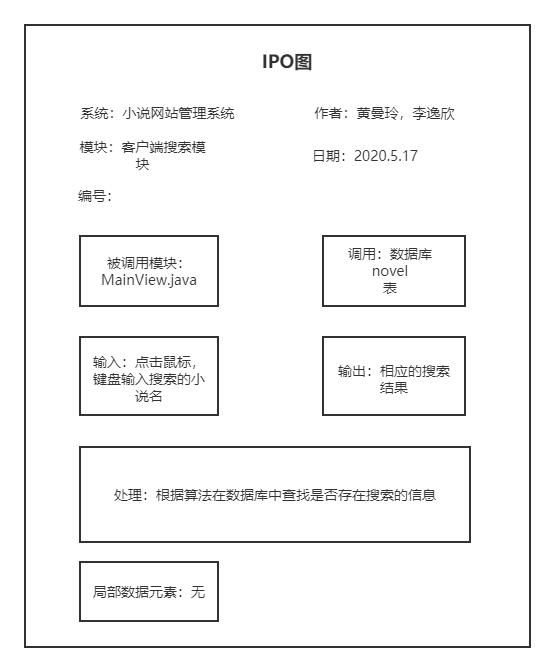 IPO图
系统：小说网站管理系统
作者：黄曼玲，李逸欣
模块：客户端搜索模
块
日期：2020.5.17
编号：
被调用模块：
MainView.java
调用：数据库
novel
表
输入：点击鼠标，
键盘输入搜索的小
说名
输出：相应的搜索
结果
处理：根据算法在数据库中查找是否存在搜索的信息
局部数据元素：无